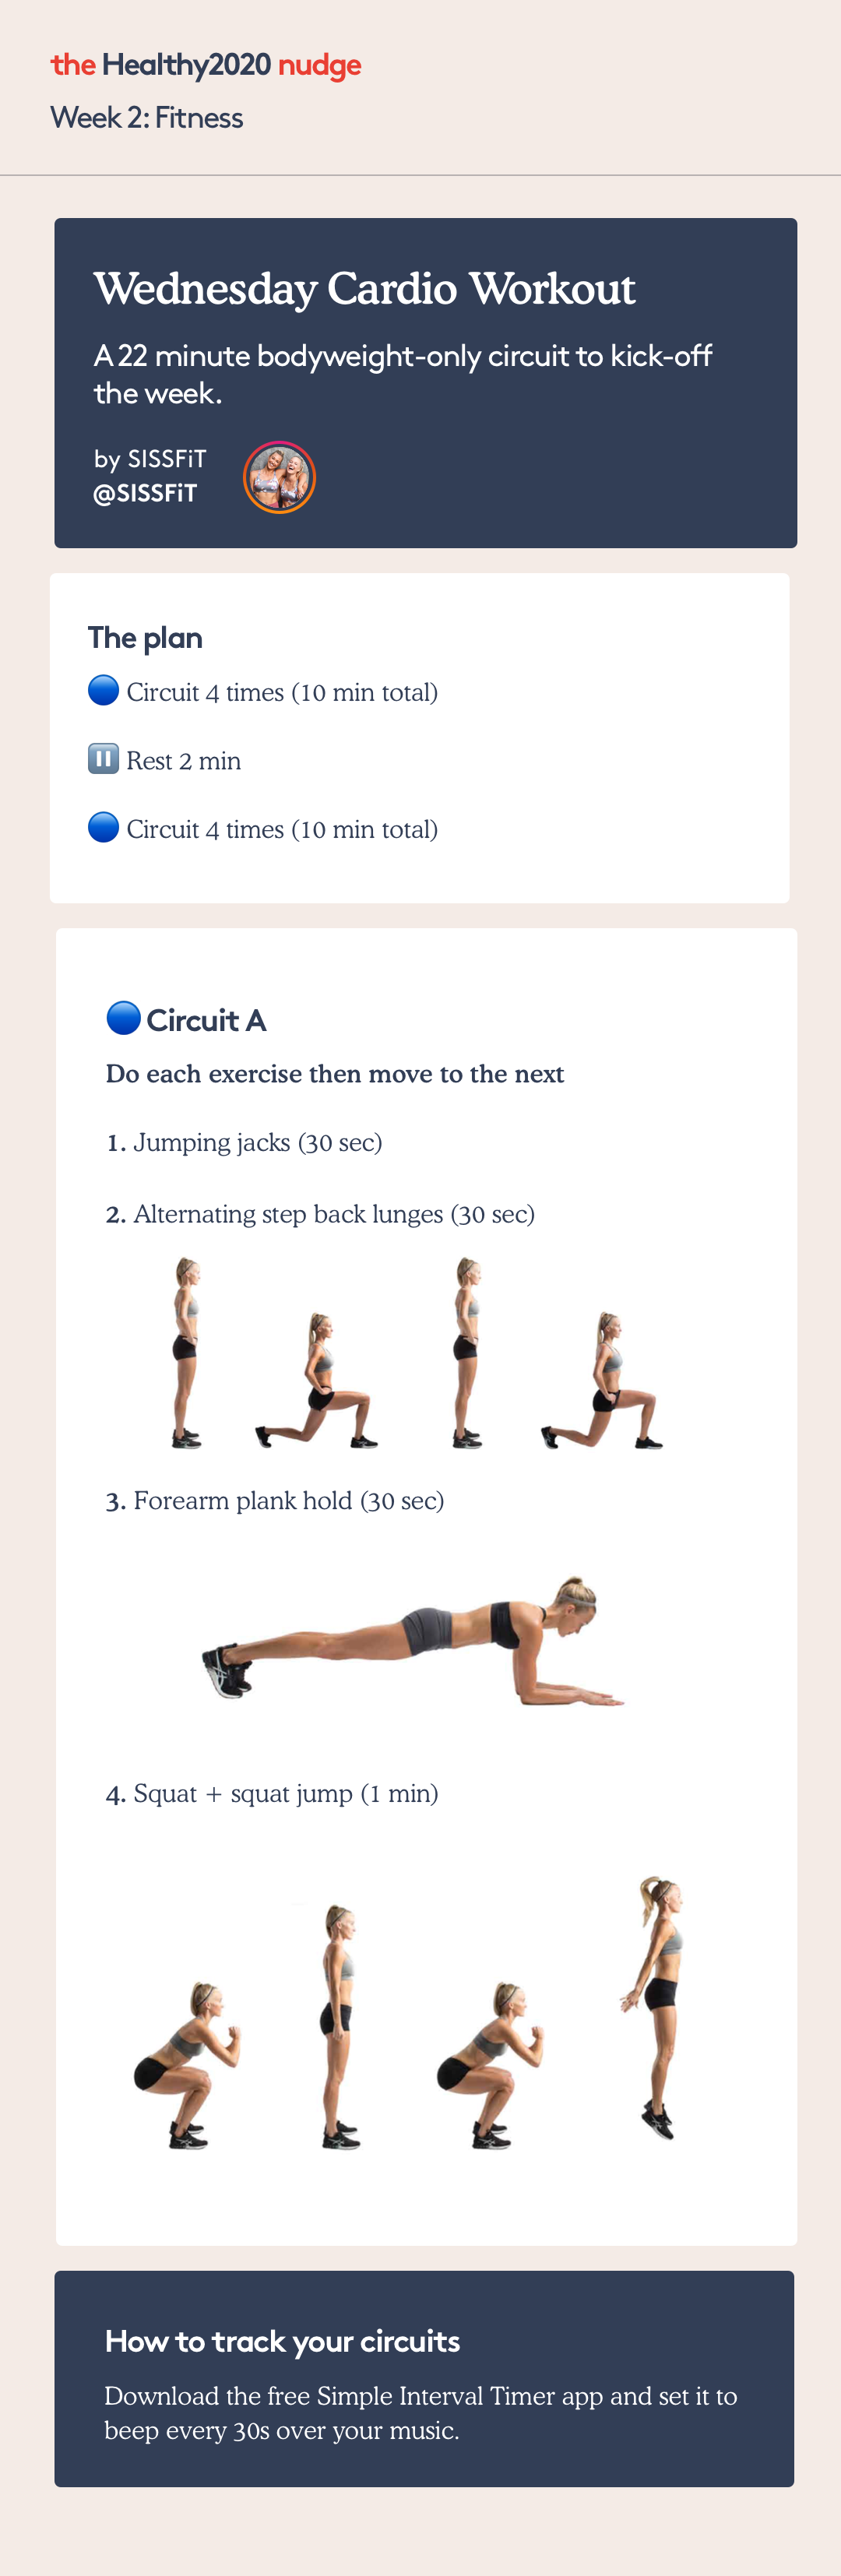 the Healthy2020 nudge
Week 2: Fitness
Wednesday Cardio Workout
A 22 minute bodyweight-only circuit to kick-off
the week.
by SISSFiT
@SISSFiT
The plan
Circuit 4 times (10 min total)
Rest 2 min
Circuit 4 times (10 min total)
Circuit A
Do each exercise then move to the next
1. Jumping jacks (30 sec)
2. Alternating step back lunges (30 sec)
3. Forearm plank hold (30 sec)
4. Squat + squat jump (1 min)
How to track your circuits
Download the free Simple Interval Timer app and set it to
beep every 30s over your music.